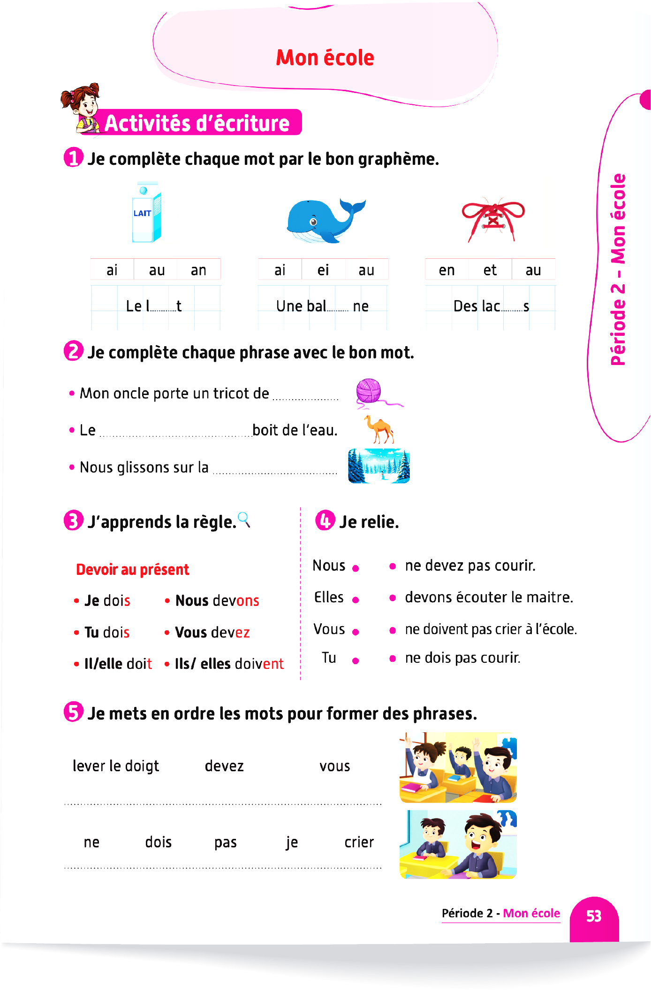 Mon école
Activités d'écriture
1 Je complète chaque mot par le bon graphème.
LAIT
ai au an
ai ei au
en et au
Le l............t
Une bal.......... ne
Des lac..........s
2 Je complète chaque phrase avec le bon mot.
• Mon oncle porte un tricot de ....................
• Le ........................................boit de l'eau.
• Nous glissons sur la ....................................
3 J'apprends la règle.
Devoir au présent
• Je dois • Nous devons
• Tu dois • Vous devez
• Il/elle doit • Ils/ elles doivent
4 Je relie.
Nous • • ne devez pas courir.
Elles • • devons écouter le maitre.
Vous • • ne doivent pas crier à l'école.
Tu • • ne dois pas courir.
5 Je mets en ordre les mots pour former des phrases.
lever le doigt devez vous
ne dois pas je crier
Période 2 - Mon école
53
Période 2 - Mon école